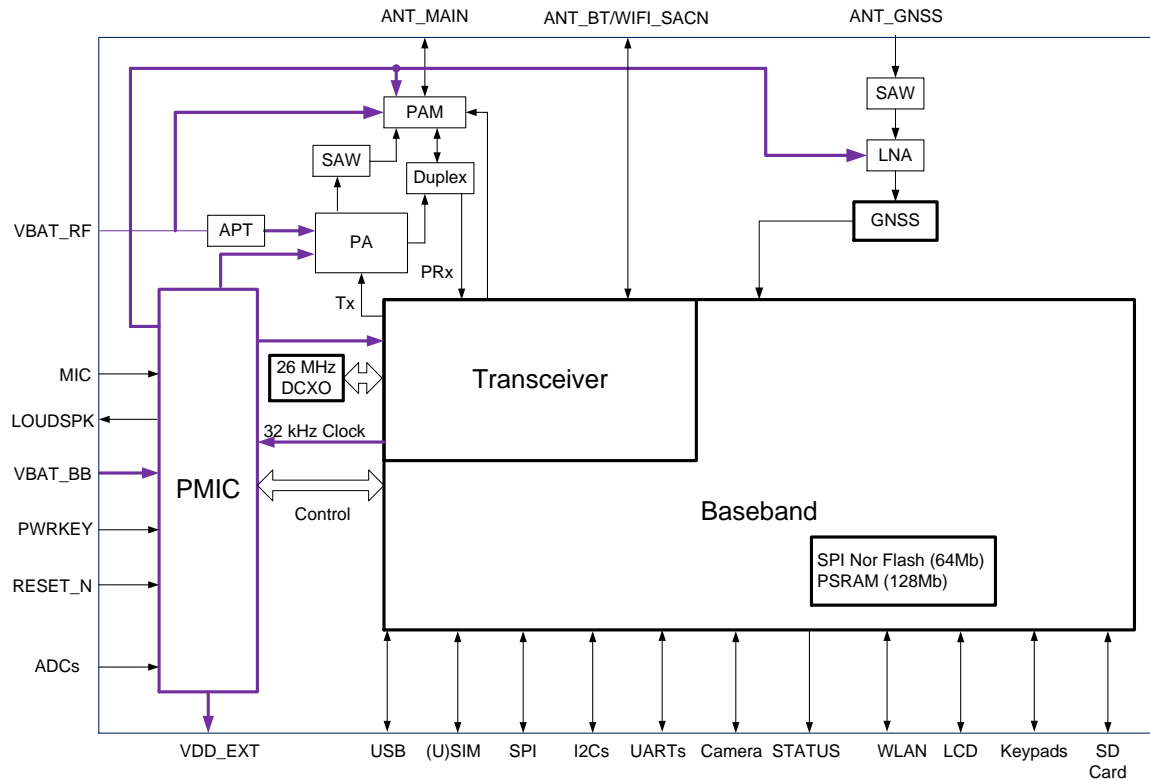 ANT_MAIN
ANT_BT/WIFI_SACN
ANT_GNSS
SAW
PAM
SAW
LNA
Duplex
VBAT_RF
APT
PA
GNSS
PRx
Tx
26 MHz
DCXO
Transceiver
MIC
LOUDSPK
32 kHz Clock
VBAT_BB
PMIC
Control
Baseband
PWRKEY
SPI Nor Flash (64Mb)
PSRAM (128Mb)
RESET_N
ADCs
VDD_EXT
USB
(U)SIM
SPI
I2Cs
UARTs
Camera
STATUS
WLAN
LCD
Keypads
SD
Card